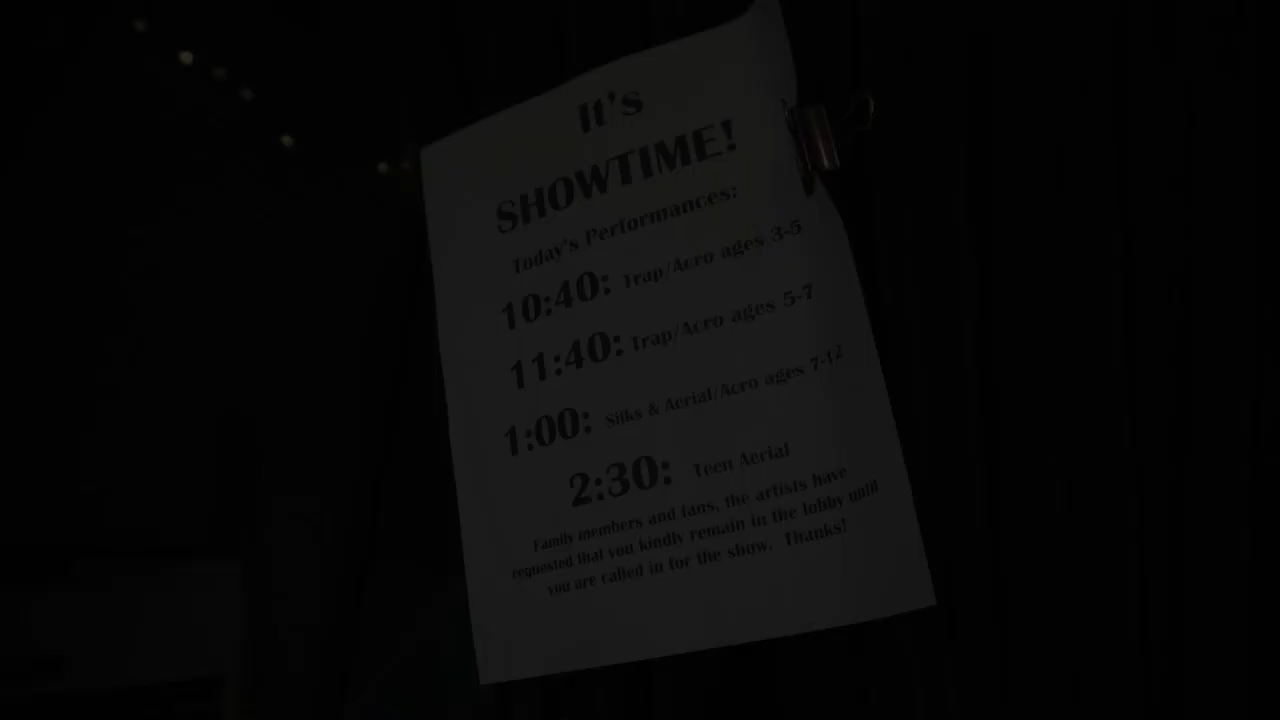 It's
SHOWTIME!
Today's Performances:
10:40: Trap/Acro ages 3-5
11:40: Trap/Acro ages 5-7
1:00: Silks & Aerial/Acro ages 7-12
2:30: Teen Aerial
Family members and fans, the artists have
requested that you kindly remain in the lobby until
you are called in for the show. Thanks!